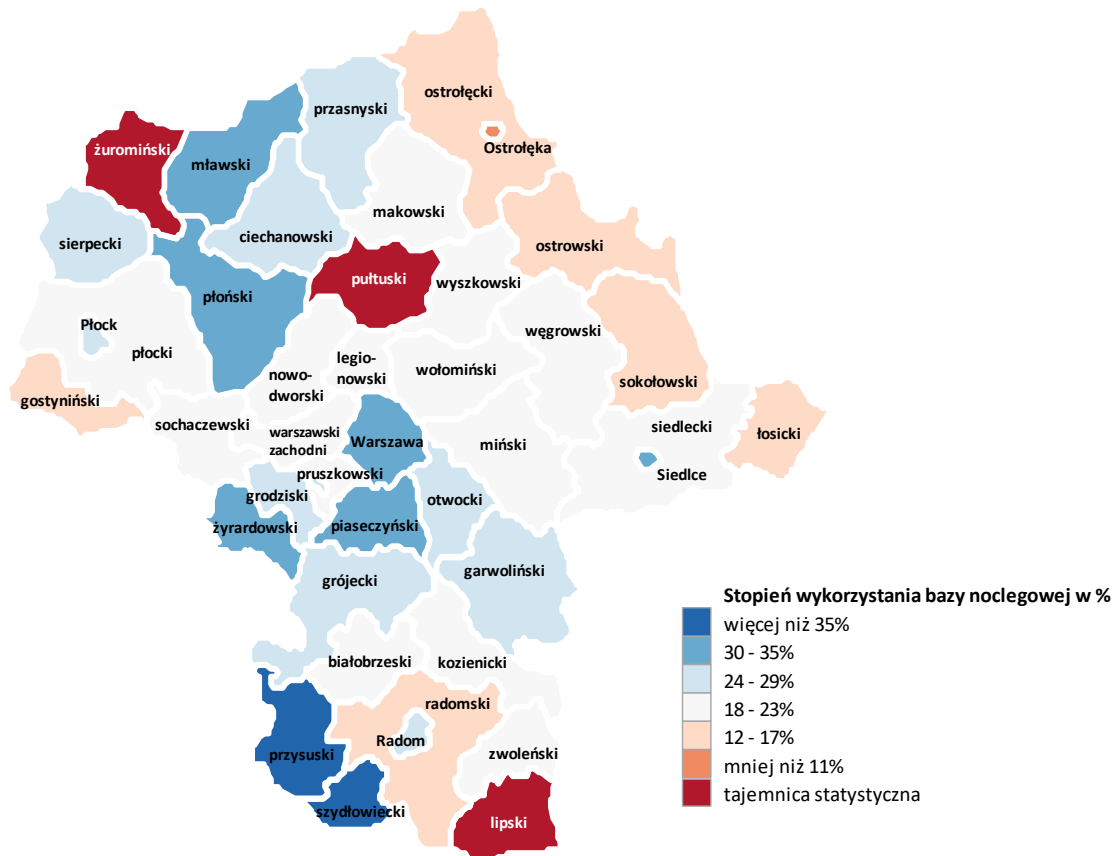 ostrołęcki
przasnyski
Ostrołęka
żuromiński
mławski
makowski
ciechanowski
sierpecki
ostrowski
pułtuski
wyszkowski
płoński
Płock
węgrowski
płocki
legio-
nowski
wołomiński
nowo-
dworski
sokołowski
gostyniński
sochaczewski
siedlecki
warszawski
zachodni
Warszawa
miński
łosicki
pruszkowski
Siedlce
grodziski
otwocki
żyrardowski
piaseczyński
garwoliński
grójecki
białobrzeski
kozienicki
radomski
Radom
przysuski
zwoleński
szydłowiecki
lipski
Stopień wykorzystania bazy noclegowej w %
więcej niż 35%
30 - 35%
24 - 29%
18 - 23%
12 - 17%
mniej niż 11%
tajemnica statystyczna